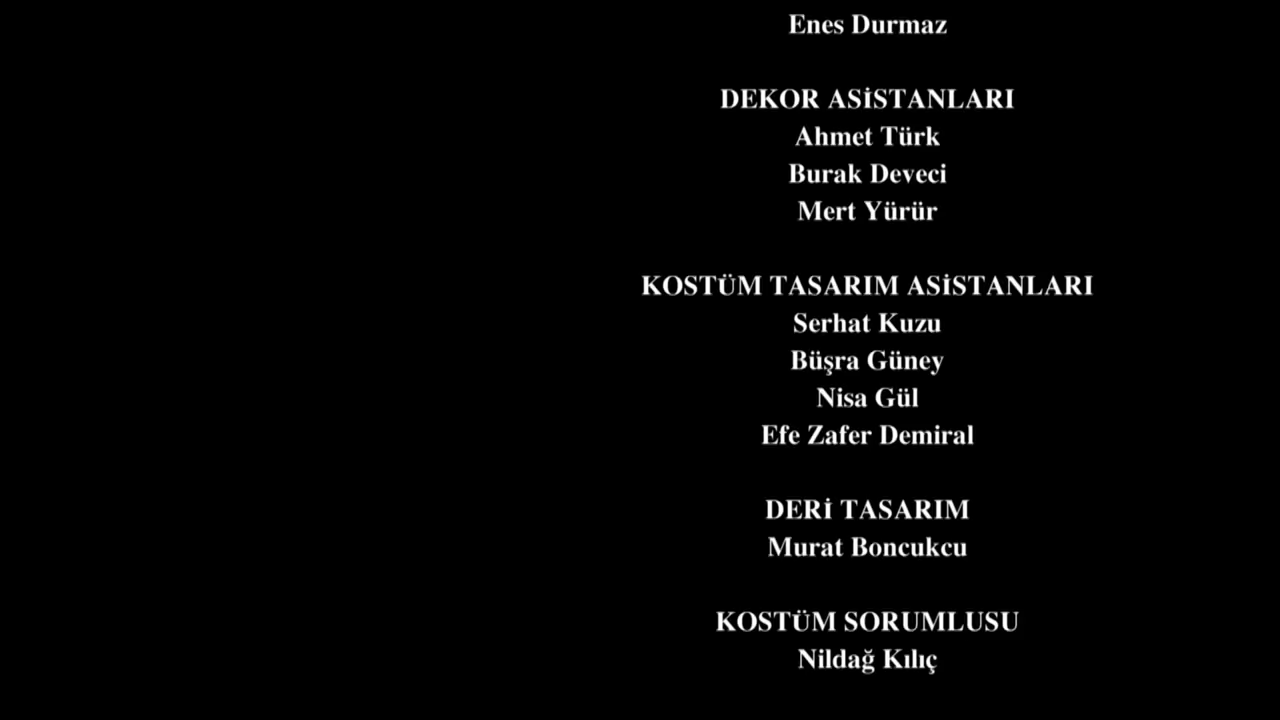 Enes Durmaz
DEKOR ASİSTANLARI
Ahmet Türk
Burak Deveci
Mert Yürür
KOSTÜM TASARIM ASİSTANLARI
Serhat Kuzu
Büşra Güney
Nisa Gül
Efe Zafer Demiral
DERİ TASARIM
Murat Boncukcu
KOSTÜM SORUMLUSU
Nildağ Kılıç